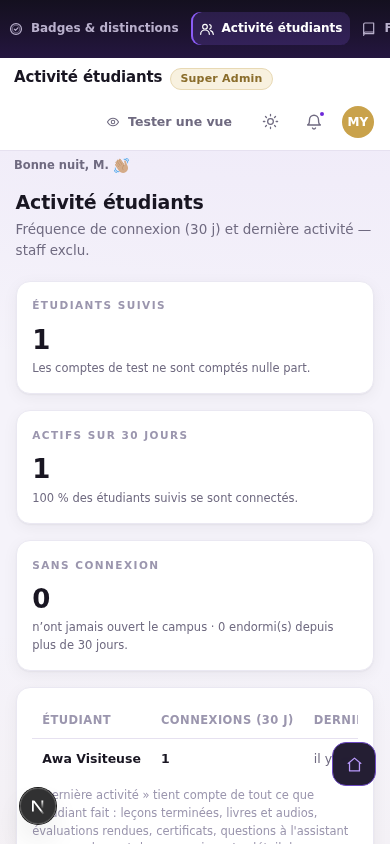 Badges & distinctions Activité étudiants
Activité étudiants Super Admin
Tester une vue MY
Bonne nuit, M. 👋🏽
Activité étudiants
Fréquence de connexion (30 j) et dernière activité —
staff exclu.
ÉTUDIANTS SUIVIS
1
Les comptes de test ne sont comptés nulle part.
ACTIFS SUR 30 JOURS
1
100 % des étudiants suivis se sont connectés.
SANS CONNEXION
0
n’ont jamais ouvert le campus · 0 endormi(s) depuis
plus de 30 jours.
ÉTUDIANT CONNEXIONS (30 J)
Awa Visiteuse 1 il y
dernière activité » tient compte de tout ce que
fait : leçons terminées, livres et audios,
évaluations rendues, certificats, questions à l'assistant